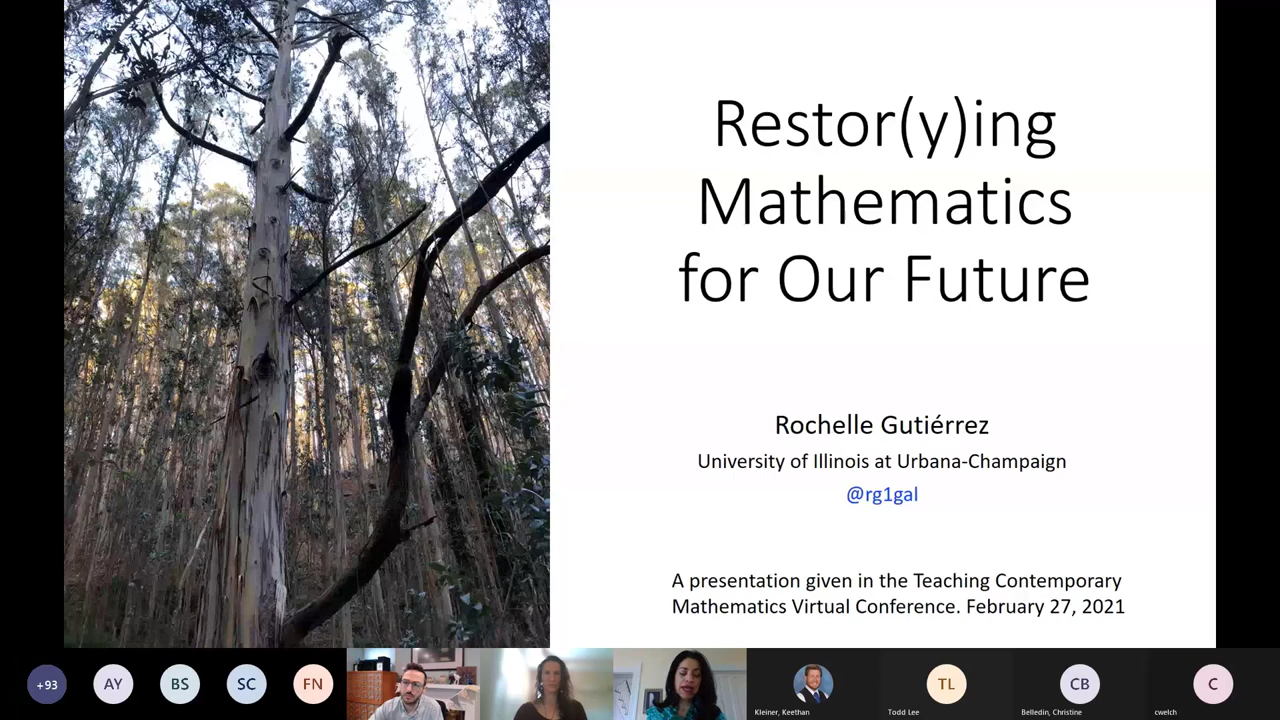 Restor(y)ing
Mathematics
for Our Future
Rochelle Gutiérrez
University of Illinois at Urbana-Champaign
@rg1gal
A presentation given in the Teaching Contemporary
Mathematics Virtual Conference. February 27, 2021
+93
AY
BS
SC
FN
Kleiner, Keethan
TL
Todd Lee
CB
Belledin, Christine
C
cwelch